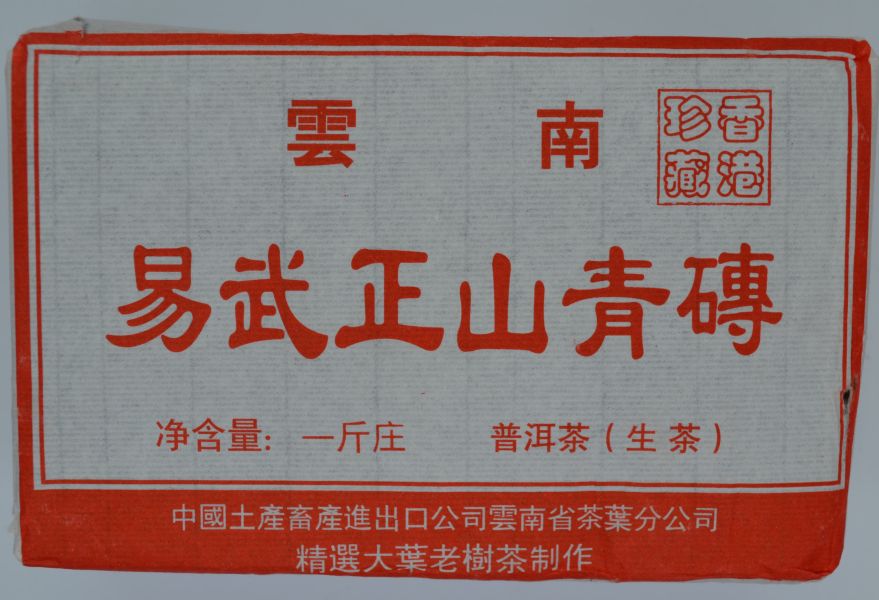 雲南
香港珍藏
易武正山青磚
净含量：一斤庄 普洱茶（生茶）
中國土產畜產進出口公司雲南省茶葉分公司
精選大葉老樹茶制作